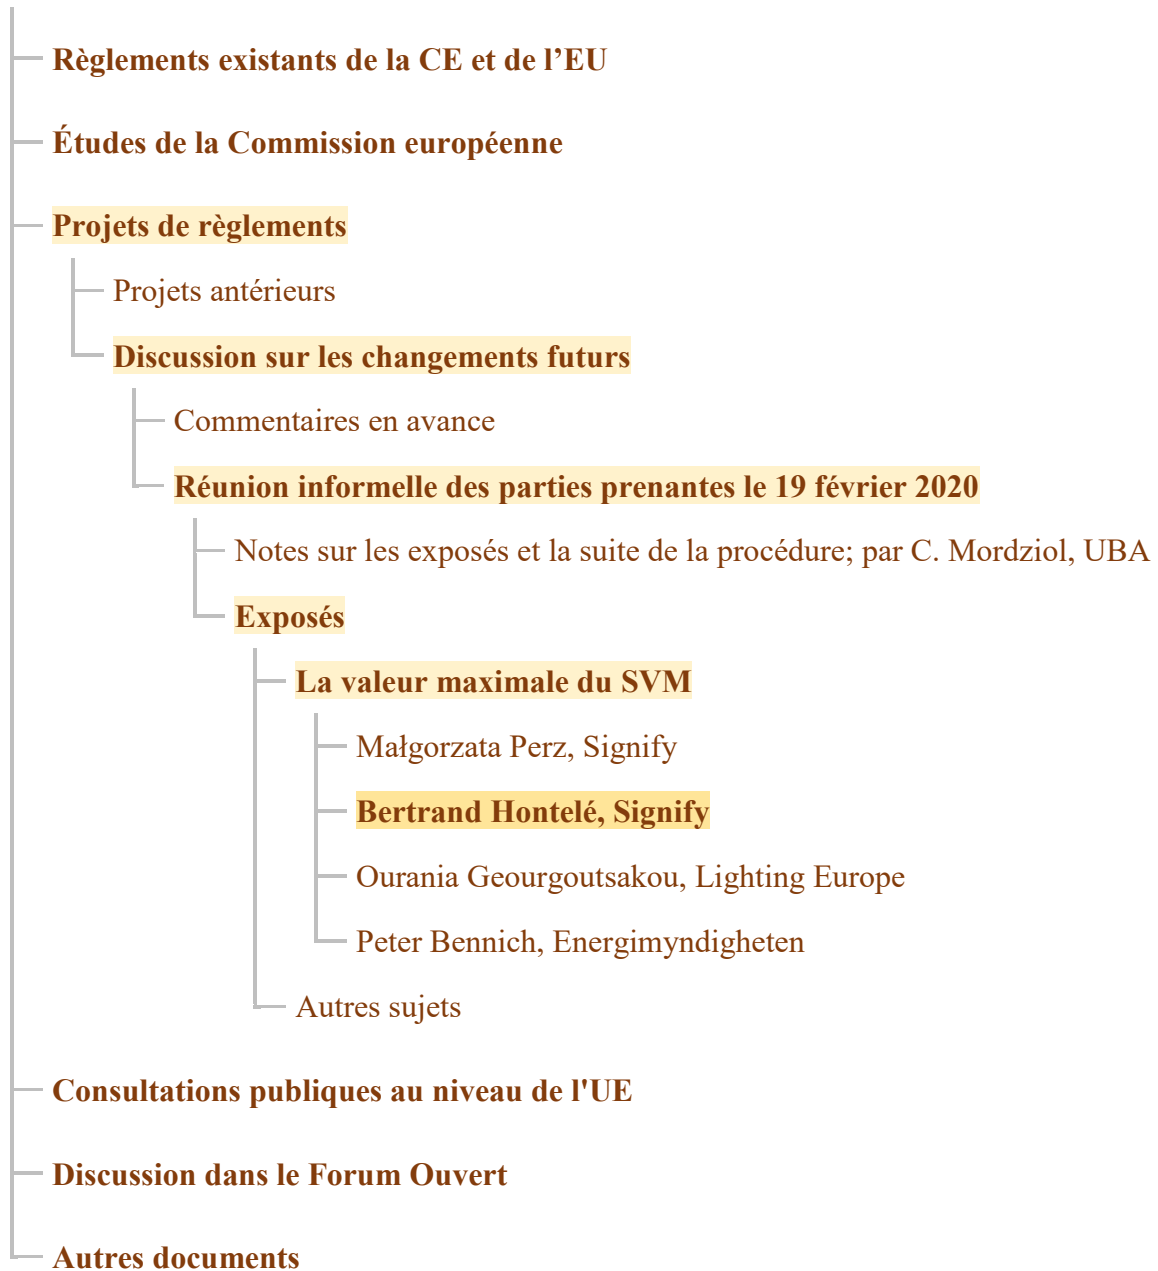 Règlements existants de la CE et de l’EU
Études de la Commission européenne
Projets de règlements
Projets antérieurs
Discussion sur les changements futurs
Commentaires en avance
Réunion informelle des parties prenantes le 19 février 2020
Notes sur les exposés et la suite de la procédure; par C. Mordziol, UBA
Exposés
La valeur maximale du SVM
Małgorzata Perz, Signify
Bertrand Hontelé, Signify
Ourania Geourgoutsakou, Lighting Europe
Peter Bennich, Energimyndigheten
Autres sujets
Consultations publiques au niveau de l'UE
Discussion dans le Forum Ouvert
Autres documents